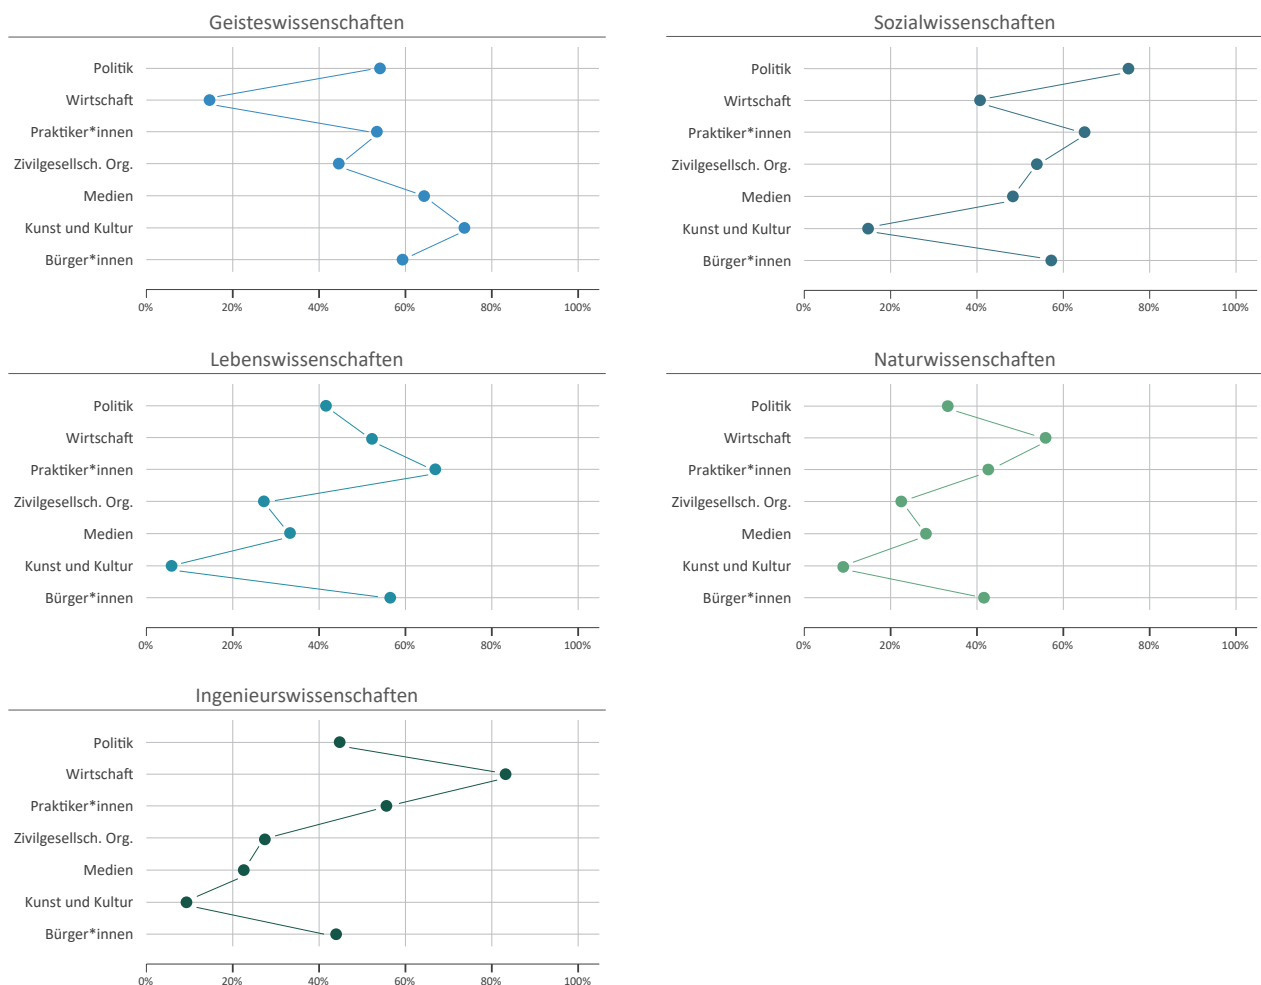 Geisteswissenschaften
Politik
Wirtschaft
Praktiker*innen
Zivilgesellsch. Org.
Medien
Kunst und Kultur
Bürger*innen
0% 20% 40% 60% 80% 100%
Sozialwissenschaften
Politik
Wirtschaft
Praktiker*innen
Zivilgesellsch. Org.
Medien
Kunst und Kultur
Bürger*innen
0% 20% 40% 60% 80% 100%
Lebenswissenschaften
Politik
Wirtschaft
Praktiker*innen
Zivilgesellsch. Org.
Medien
Kunst und Kultur
Bürger*innen
0% 20% 40% 60% 80% 100%
Naturwissenschaften
Politik
Wirtschaft
Praktiker*innen
Zivilgesellsch. Org.
Medien
Kunst und Kultur
Bürger*innen
0% 20% 40% 60% 80% 100%
Ingenieurswissenschaften
Politik
Wirtschaft
Praktiker*innen
Zivilgesellsch. Org.
Medien
Kunst und Kultur
Bürger*innen
0% 20% 40% 60% 80% 100%